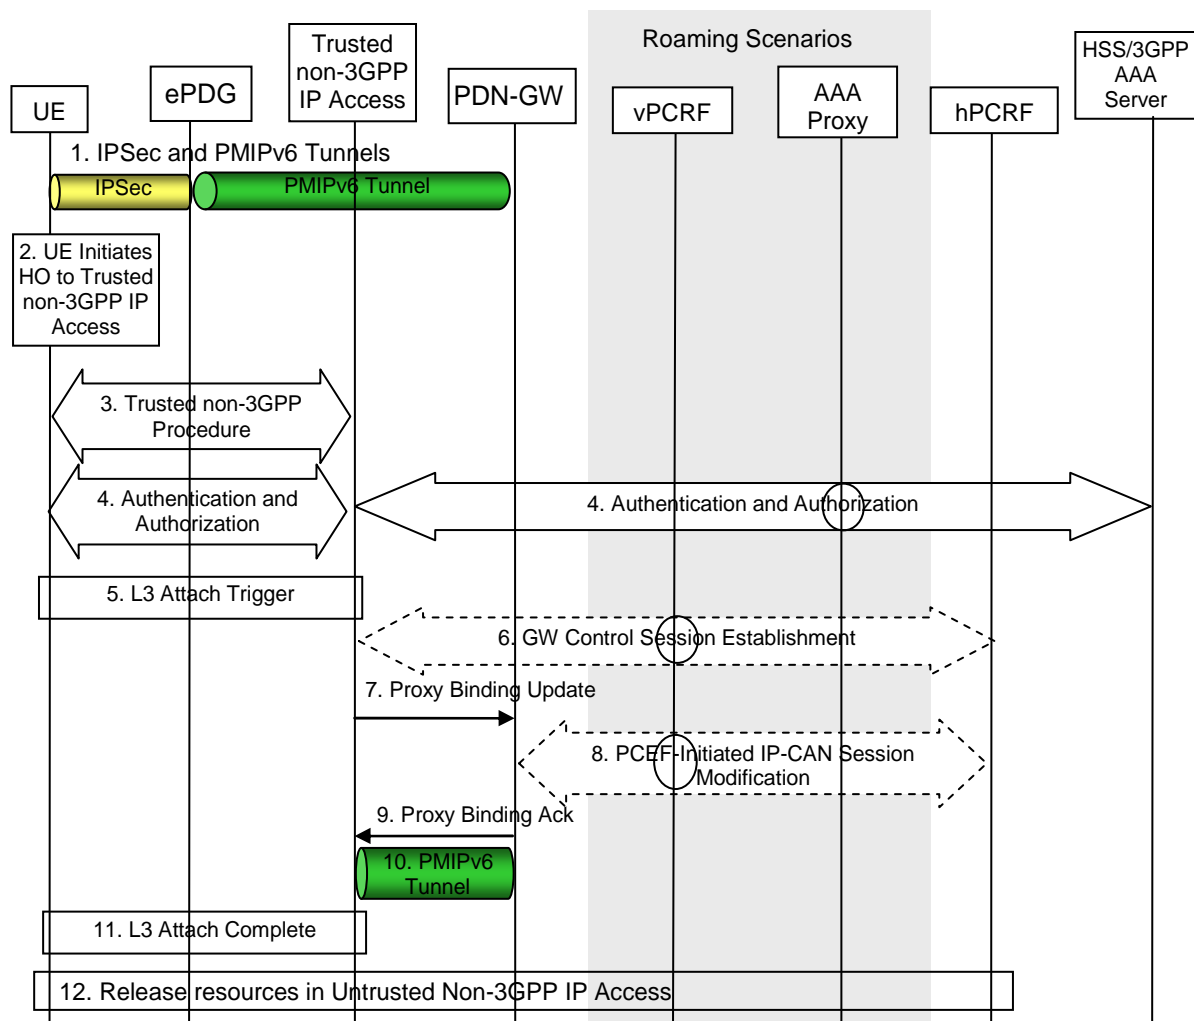 Roaming Scenarios
UE
ePDG
Trusted
non-3GPP
IP Access
PDN-GW
vPCRF
AAA
Proxy
hPCRF
HSS/3GPP
AAA
Server
1. IPSec and PMIPv6 Tunnels
IPSec
PMIPv6 Tunnel
2. UE Initiates
HO to Trusted
non-3GPP IP
Access
3. Trusted non-3GPP
Procedure
4. Authentication and
Authorization
4. Authentication and Authorization
5. L3 Attach Trigger
6. GW Control Session Establishment
7. Proxy Binding Update
8. PCEF-Initiated IP-CAN Session
Modification
9. Proxy Binding Ack
10. PMIPv6
Tunnel
11. L3 Attach Complete
12. Release resources in Untrusted Non-3GPP IP Access